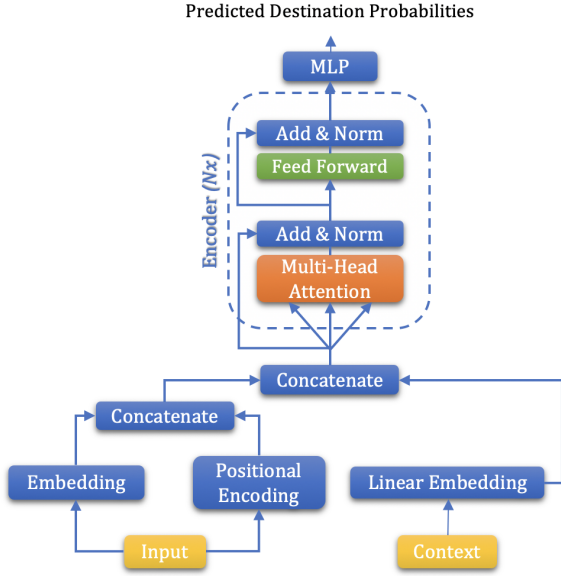 Predicted Destination Probabilities
MLP
Add & Norm
Feed Forward
Encoder (Nx)
Add & Norm
Multi-Head
Attention
Concatenate
Concatenate
Embedding
Positional
Encoding
Linear Embedding
Input
Context